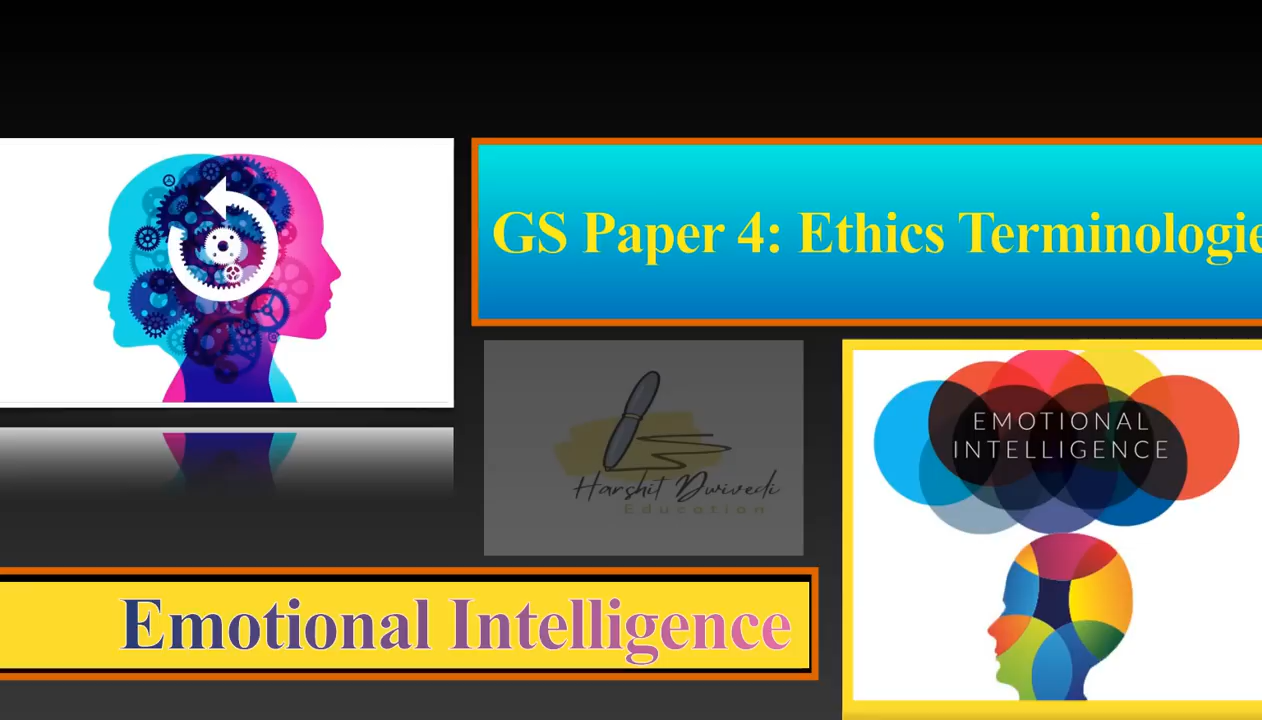 GS Paper 4: Ethics Terminologie
EMOTIONAL
INTELLIGENCE
Harshit Dwivedi
Education
Emotional Intelligence